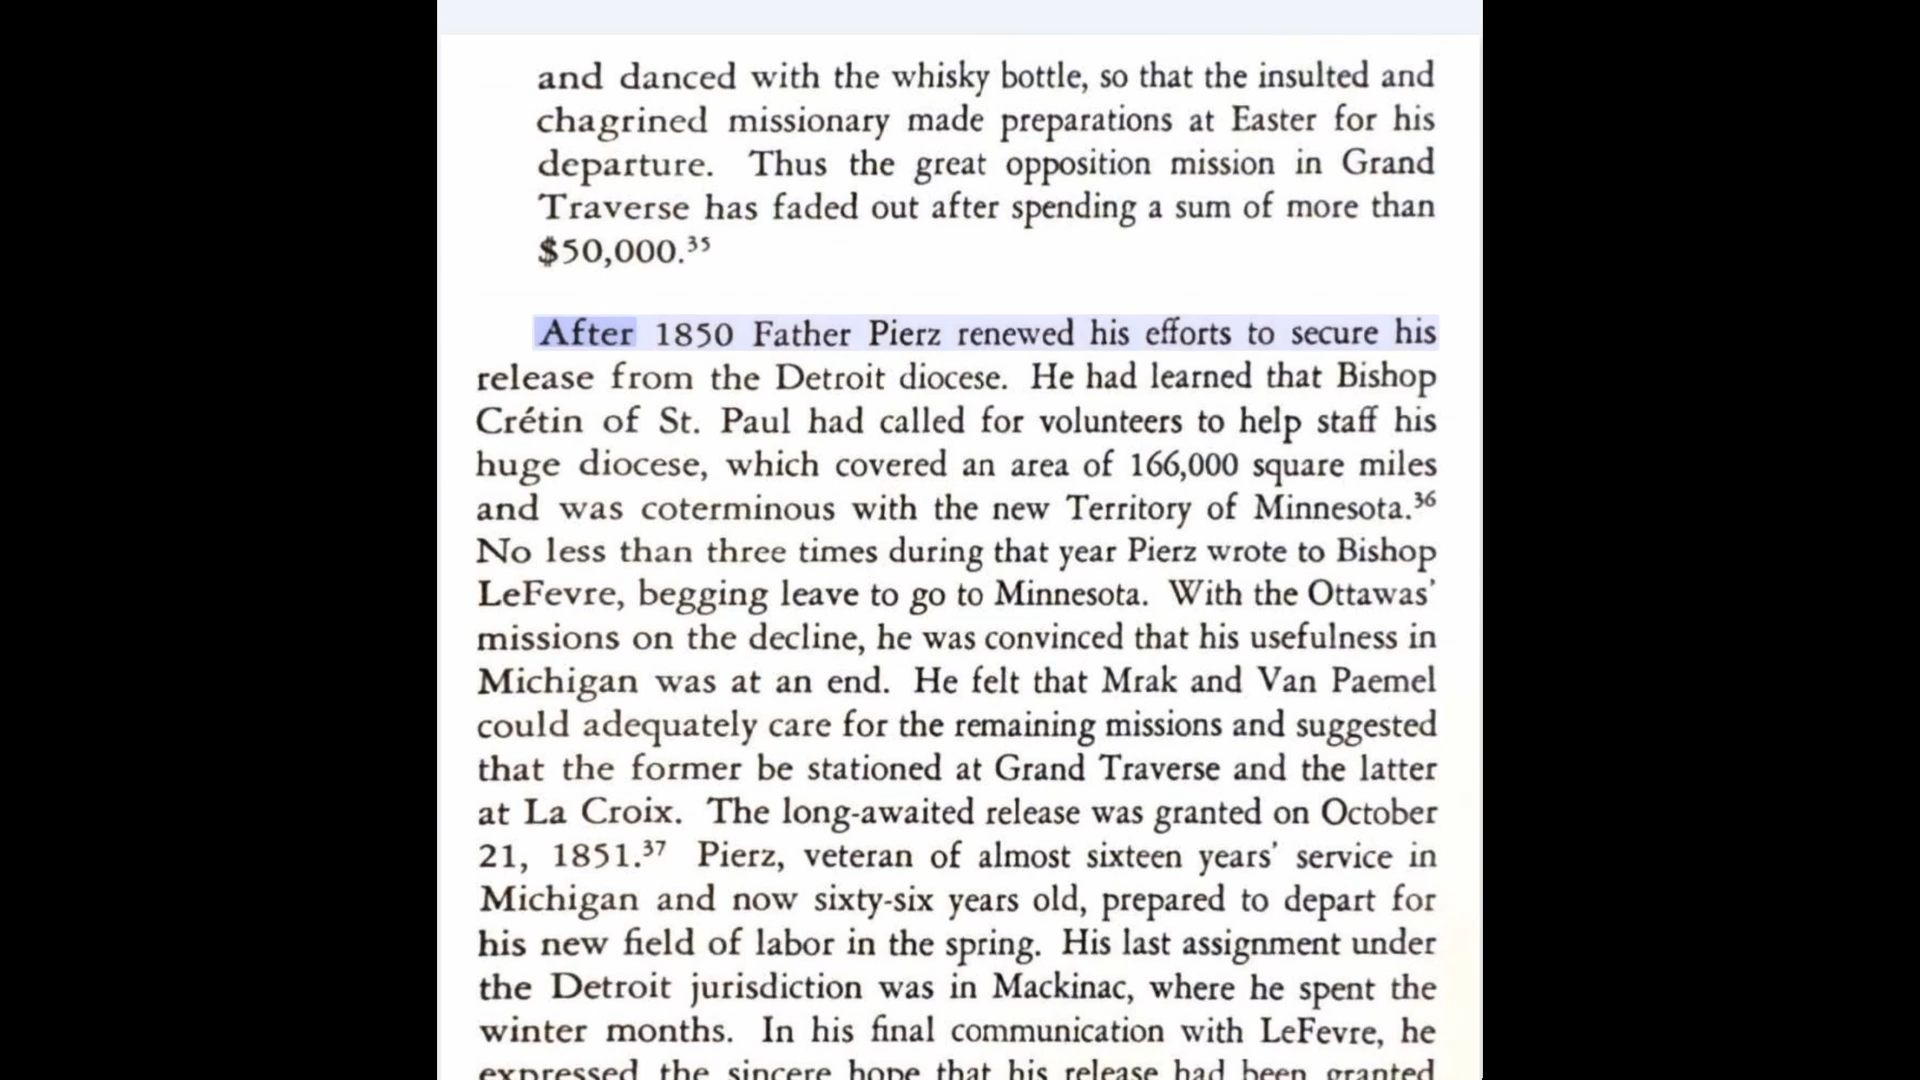 and danced with the whisky bottle, so that the insulted and
chagrined missionary made preparations at Easter for his
departure. Thus the great opposition mission in Grand
Traverse has faded out after spending a sum of more than
$50,000.³⁵
After 1850 Father Pierz renewed his efforts to secure his
release from the Detroit diocese. He had learned that Bishop
Crétin of St. Paul had called for volunteers to help staff his
huge diocese, which covered an area of 166,000 square miles
and was coterminous with the new Territory of Minnesota.³⁶
No less than three times during that year Pierz wrote to Bishop
LeFevre, begging leave to go to Minnesota. With the Ottawas'
missions on the decline, he was convinced that his usefulness in
Michigan was at an end. He felt that Mrak and Van Paemel
could adequately care for the remaining missions and suggested
that the former be stationed at Grand Traverse and the latter
at La Croix. The long-awaited release was granted on October
21, 1851.³⁷ Pierz, veteran of almost sixteen years' service in
Michigan and now sixty-six years old, prepared to depart for
his new field of labor in the spring. His last assignment under
the Detroit jurisdiction was in Mackinac, where he spent the
winter months. In his final communication with LeFevre, he
expressed the sincere hope that his release had been granted